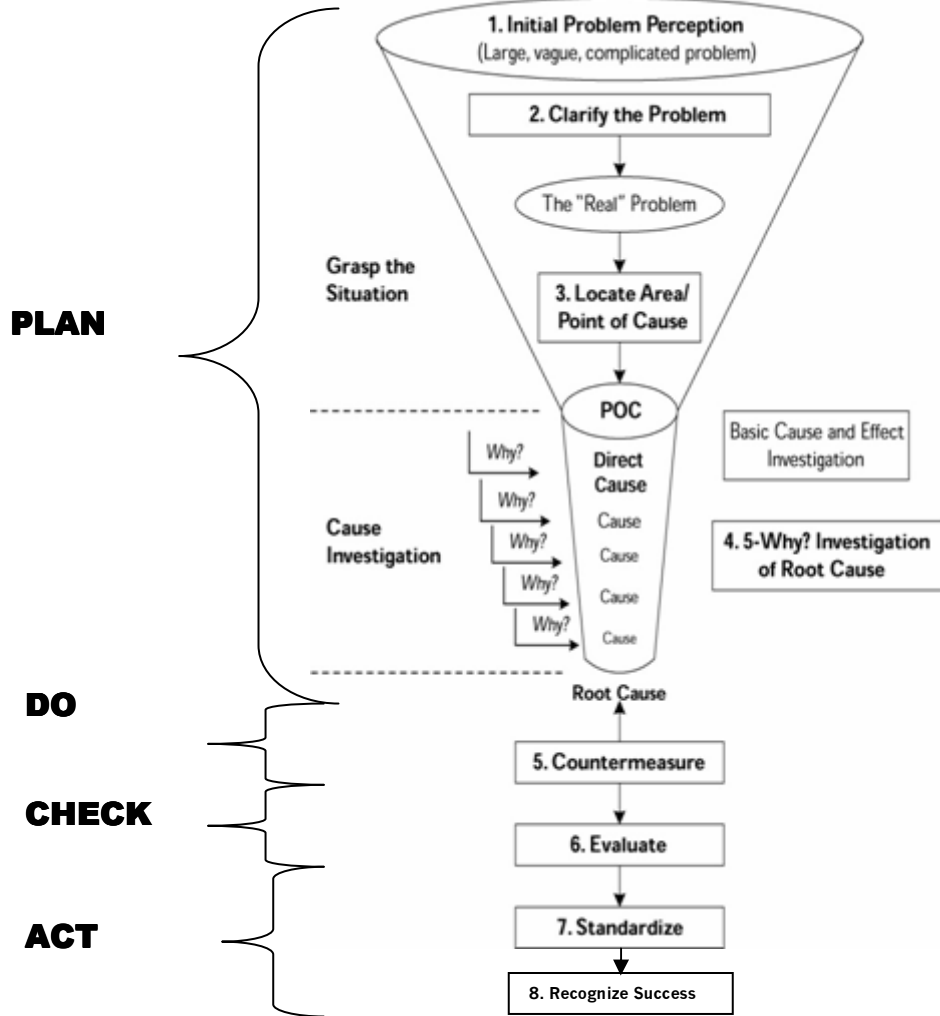 1. Initial Problem Perception
(Large, vague, complicated problem)
2. Clarify the Problem
The "Real" Problem
Grasp the
Situation
3. Locate Area/
Point of Cause
PLAN
POC
Basic Cause and Effect
Investigation
Why?
Direct
Cause
Why?
Cause
Cause
Investigation
Why?
Cause
4. 5-Why? Investigation
of Root Cause
Why?
Cause
Why?
Cause
Root Cause
DO
5. Countermeasure
CHECK
6. Evaluate
ACT
7. Standardize
8. Recognize Success